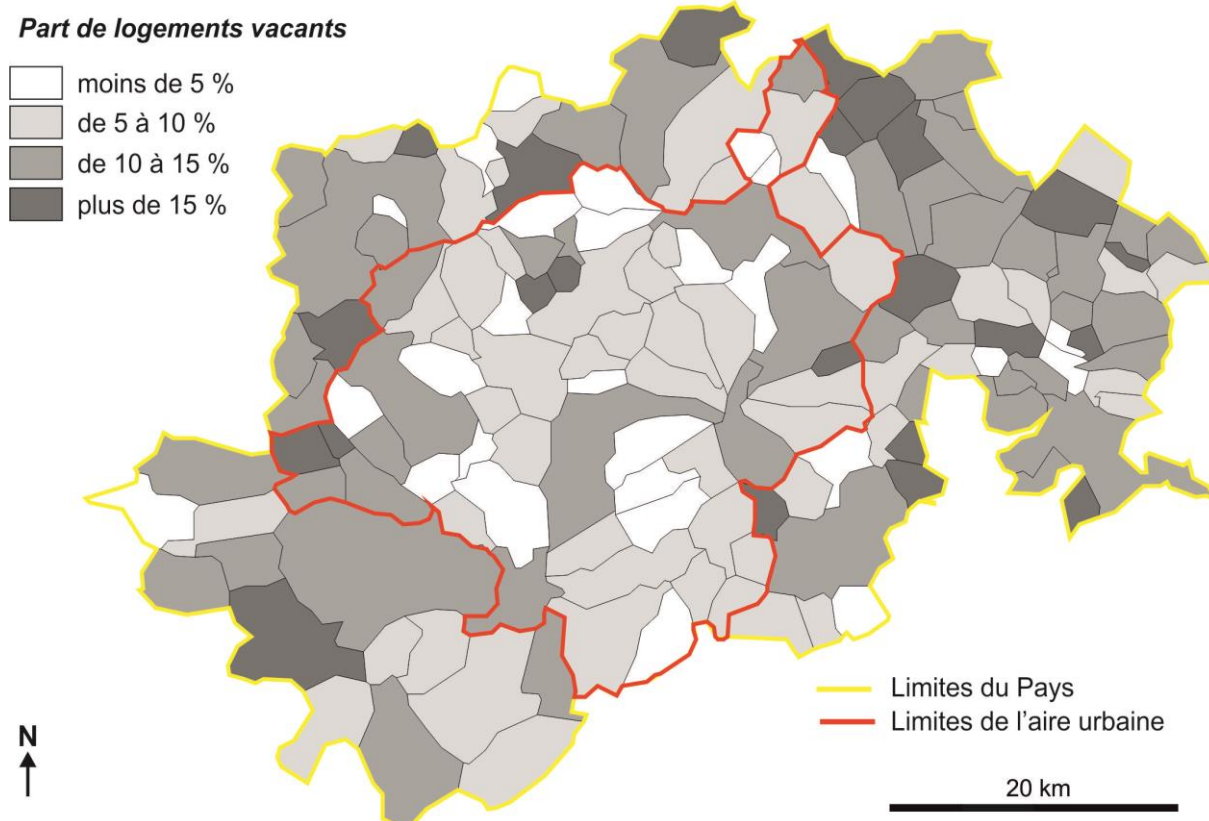 Part de logements vacants
moins de 5 %
de 5 à 10 %
de 10 à 15 %
plus de 15 %
Limites du Pays
Limites de l'aire urbaine
N
20 km